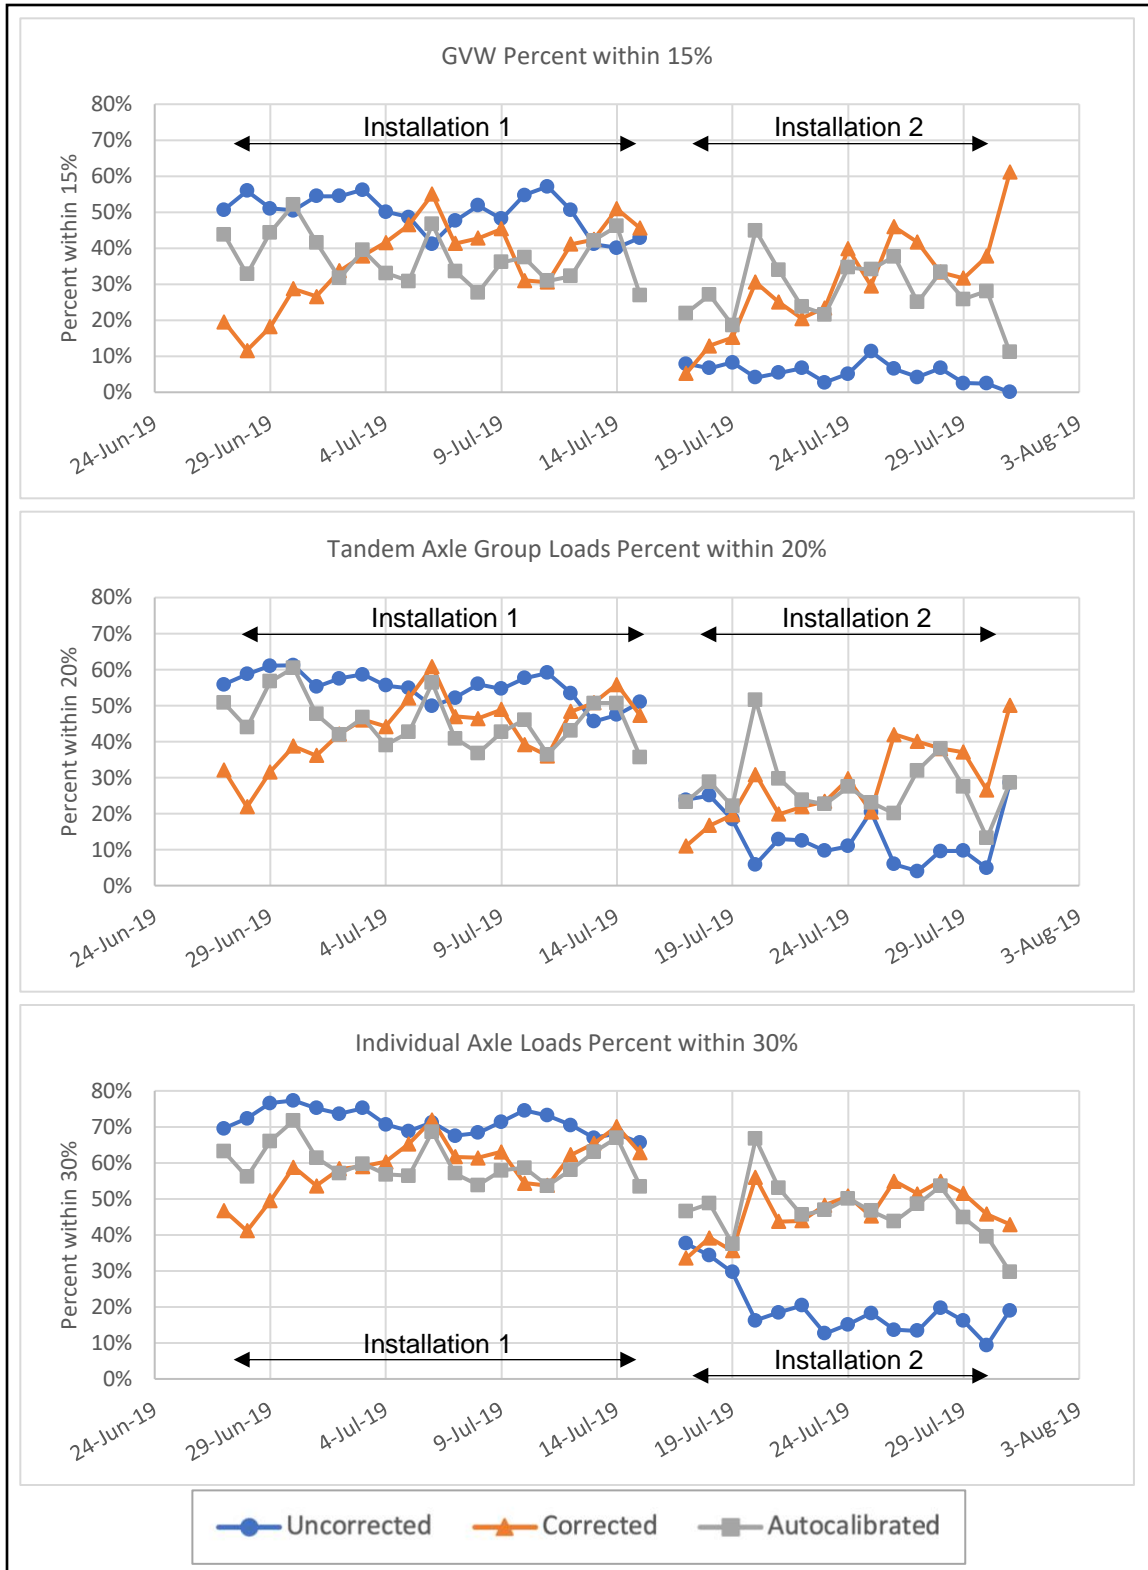 GVW Percent within 15%
Percent within 15%
80%
70%
60%
50%
40%
30%
20%
10%
0%
Installation 1
Installation 2
24-Jun-19
29-Jun-19
4-Jul-19
9-Jul-19
14-Jul-19
19-Jul-19
24-Jul-19
29-Jul-19
3-Aug-19
Tandem Axle Group Loads Percent within 20%
Percent within 20%
80%
70%
60%
50%
40%
30%
20%
10%
0%
Installation 1
Installation 2
24-Jun-19
29-Jun-19
4-Jul-19
9-Jul-19
14-Jul-19
19-Jul-19
24-Jul-19
29-Jul-19
3-Aug-19
Individual Axle Loads Percent within 30%
Percent within 30%
80%
70%
60%
50%
40%
30%
20%
10%
0%
Installation 1
Installation 2
24-Jun-19
29-Jun-19
4-Jul-19
9-Jul-19
14-Jul-19
19-Jul-19
24-Jul-19
29-Jul-19
3-Aug-19
Uncorrected Corrected Autocalibrated